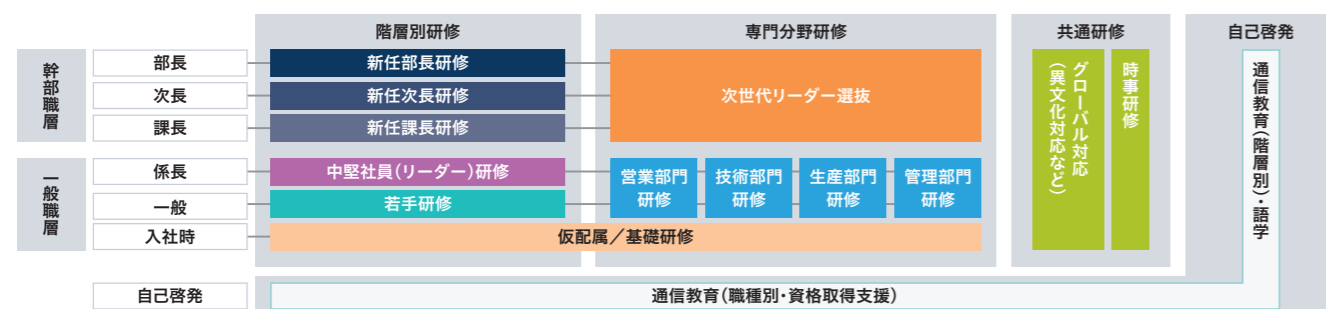 階層別研修
専門分野研修
共通研修
自己啓発
幹部職層
部長
新任部長研修
次長
新任次長研修
課長
新任課長研修
次世代リーダー選抜
グローバル対応
(異文化対応など)
時事研修
通信教育(階層別)・語学
一般職層
係長
中堅社員(リーダー)研修
一般
若手研修
営業部門
研修
技術部門
研修
生産部門
研修
管理部門
研修
入社時
仮配属/基礎研修
自己啓発
通信教育(職種別・資格取得支援)